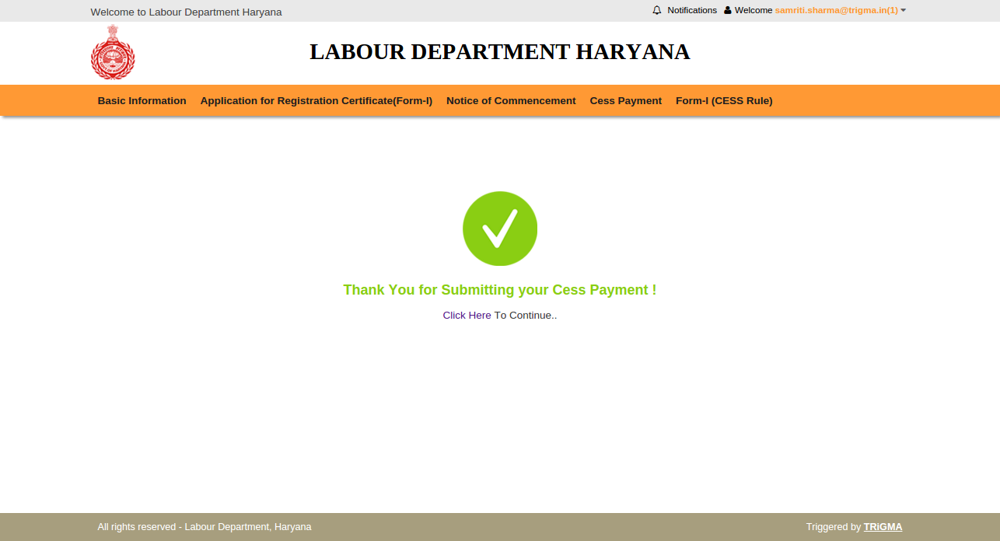 Welcome to Labour Department Haryana
Notifications Welcome samriti.sharma@trigma.in(1)
LABOUR DEPARTMENT HARYANA
Basic Information Application for Registration Certificate(Form-I) Notice of Commencement Cess Payment Form-I (CESS Rule)
Thank You for Submitting your Cess Payment !
Click Here To Continue..
All rights reserved - Labour Department, Haryana
Triggered by TRiGMA